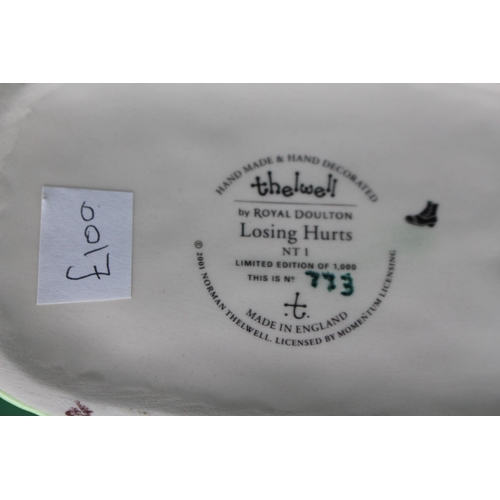 HAND MADE & HAND DECORATED
thelwell
by ROYAL DOULTON
Losing Hurts
NT 1
LIMITED EDITION OF 1,000
THIS IS Nº 773
.t.
MADE IN ENGLAND
© 2001 NORMAN THELWELL. LICENSED BY MOMENTUM LICENSING
£100